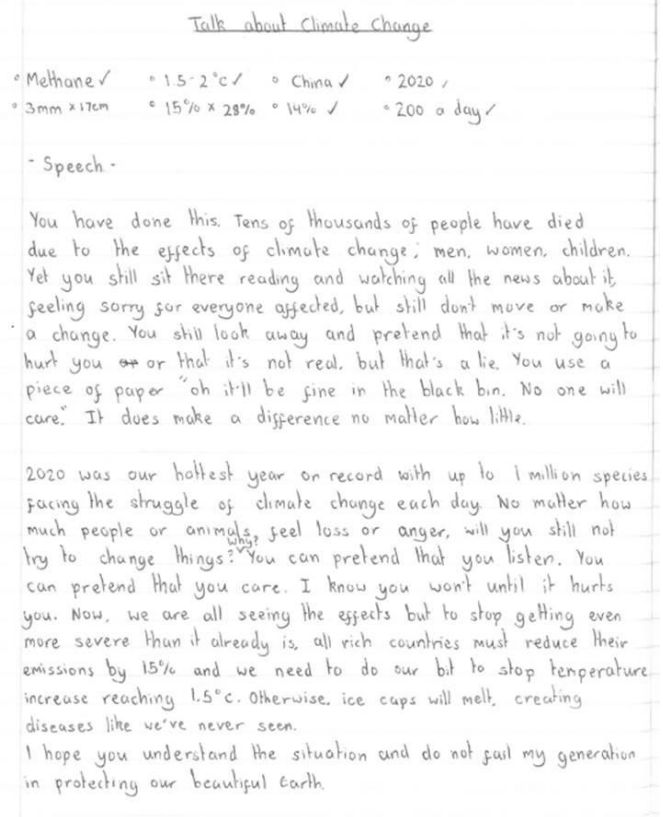 Talk about Climate Change
• Methane ✓ • 1.5-2°c ✓ • China ✓ • 2020 ✓
• 3mm x 17cm • 15% x 28% • 14% ✓ • 200 a day ✓
- Speech -
You have done this. Tens of thousands of people have died
due to the effects of climate change; men, women, children.
Yet you still sit there reading and watching all the news about it,
feeling sorry for everyone affected, but still don't move or make
a change. You still look away and pretend that it's not going to
hurt you or or that it's not real, but that's a lie. You use a
piece of paper "oh it'll be fine in the black bin. No one will
care." It does make a difference no matter how little.
2020 was our hottest year on record with up to 1 million species
facing the struggle of climate change each day. No matter how
much people or animals feel loss or anger, will you still not
try to change things? Why? You can pretend that you listen. You
can pretend that you care. I know you won't until it hurts
you. Now, we are all seeing the effects but to stop getting even
more severe than it already is, all rich countries must reduce their
emissions by 15% and we need to do our bit to stop temperature
increase reaching 1.5°c. Otherwise, ice caps will melt, creating
diseases like we've never seen.
I hope you understand the situation and do not fail my generation
in protecting our beautiful Earth.